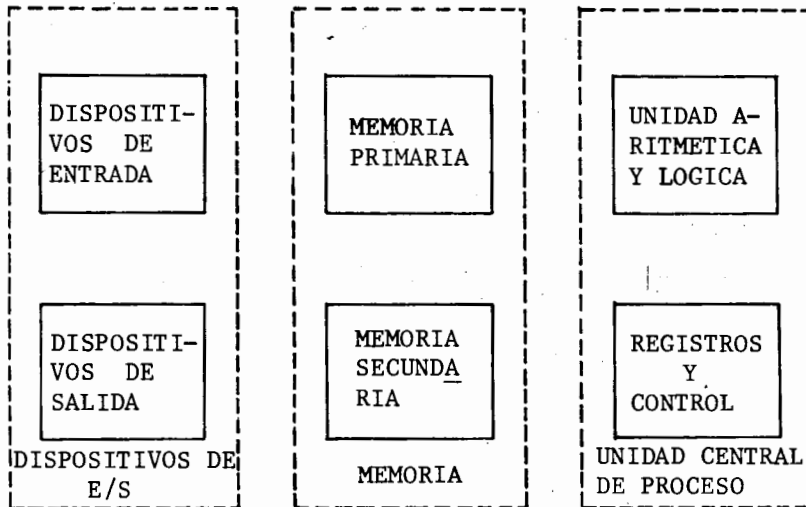 DISPOSITI-
VOS DE
ENTRADA
MEMORIA
PRIMARIA
UNIDAD A-
RITMETICA
Y LOGICA
DISPOSITI-
VOS DE
SALIDA
MEMORIA
SECUNDA
RIA
REGISTROS
Y
CONTROL
DISPOSITIVOS DE
E/S
MEMORIA
UNIDAD CENTRAL
DE PROCESO